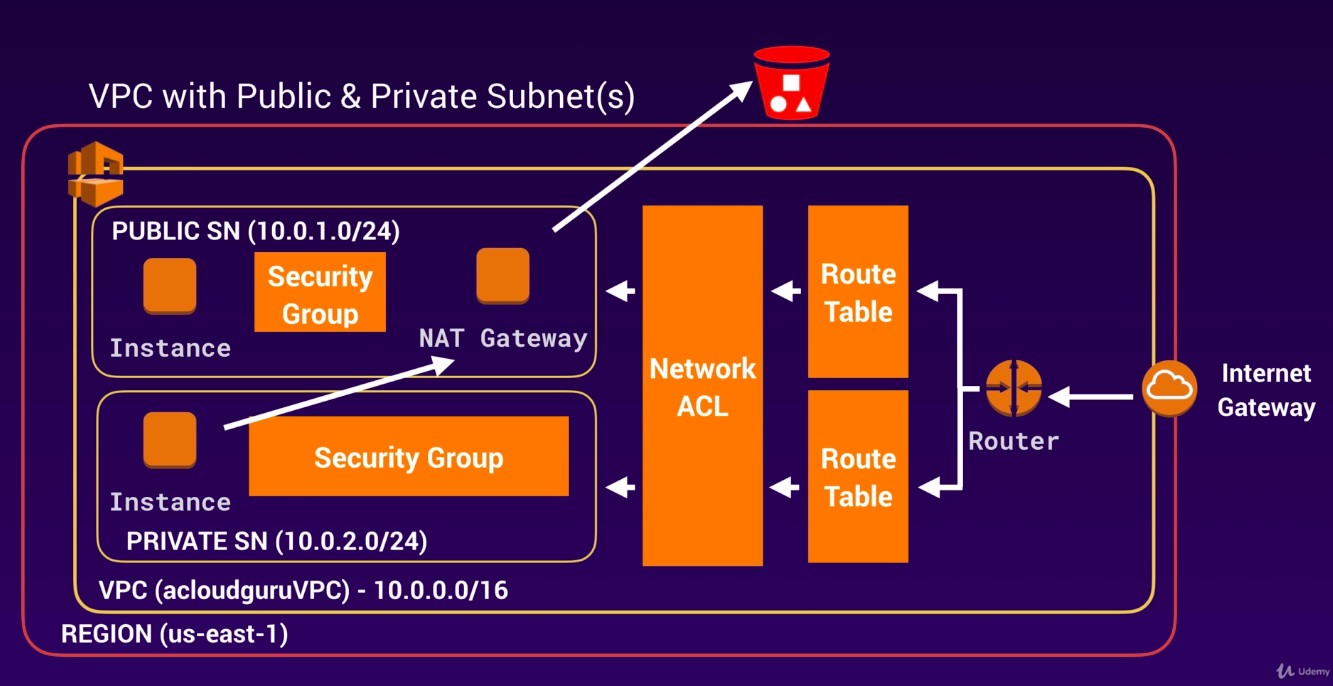 VPC with Public & Private Subnet(s)
PUBLIC SN (10.0.1.0/24)
Security
Group
Instance
NAT Gateway
Security Group
Instance
PRIVATE SN (10.0.2.0/24)
VPC (acloudguruVPC) - 10.0.0.0/16
REGION (us-east-1)
Network
ACL
Route
Table
Route
Table
Router
Internet
Gateway
Udemy